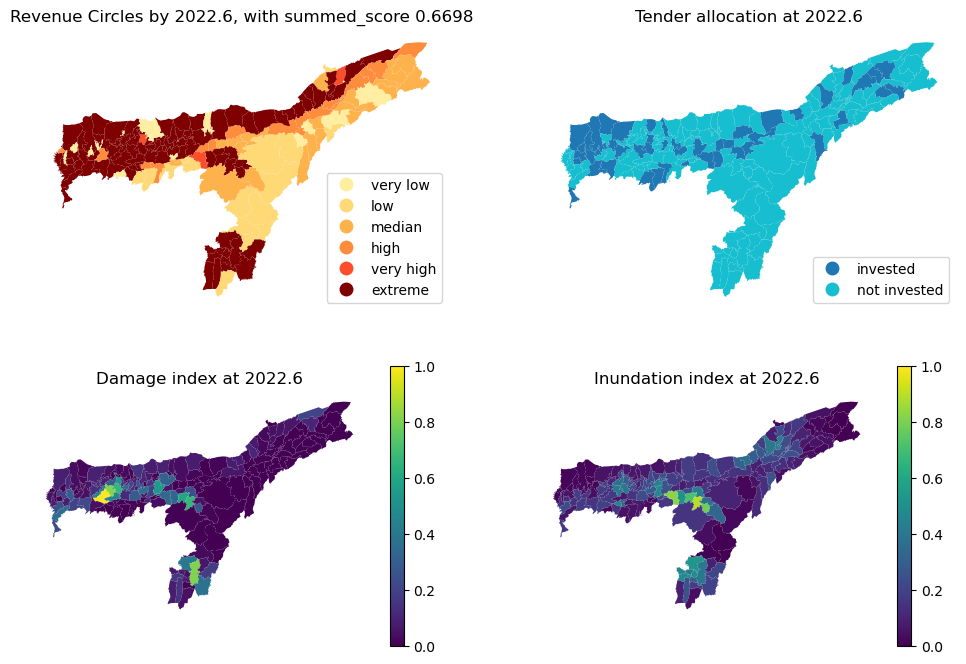 Revenue Circles by 2022.6, with summed_score 0.6698
very low
low
median
high
very high
extreme
Tender allocation at 2022.6
invested
not invested
Damage index at 2022.6
1.0
0.8
0.6
0.4
0.2
0.0
Inundation index at 2022.6
1.0
0.8
0.6
0.4
0.2
0.0